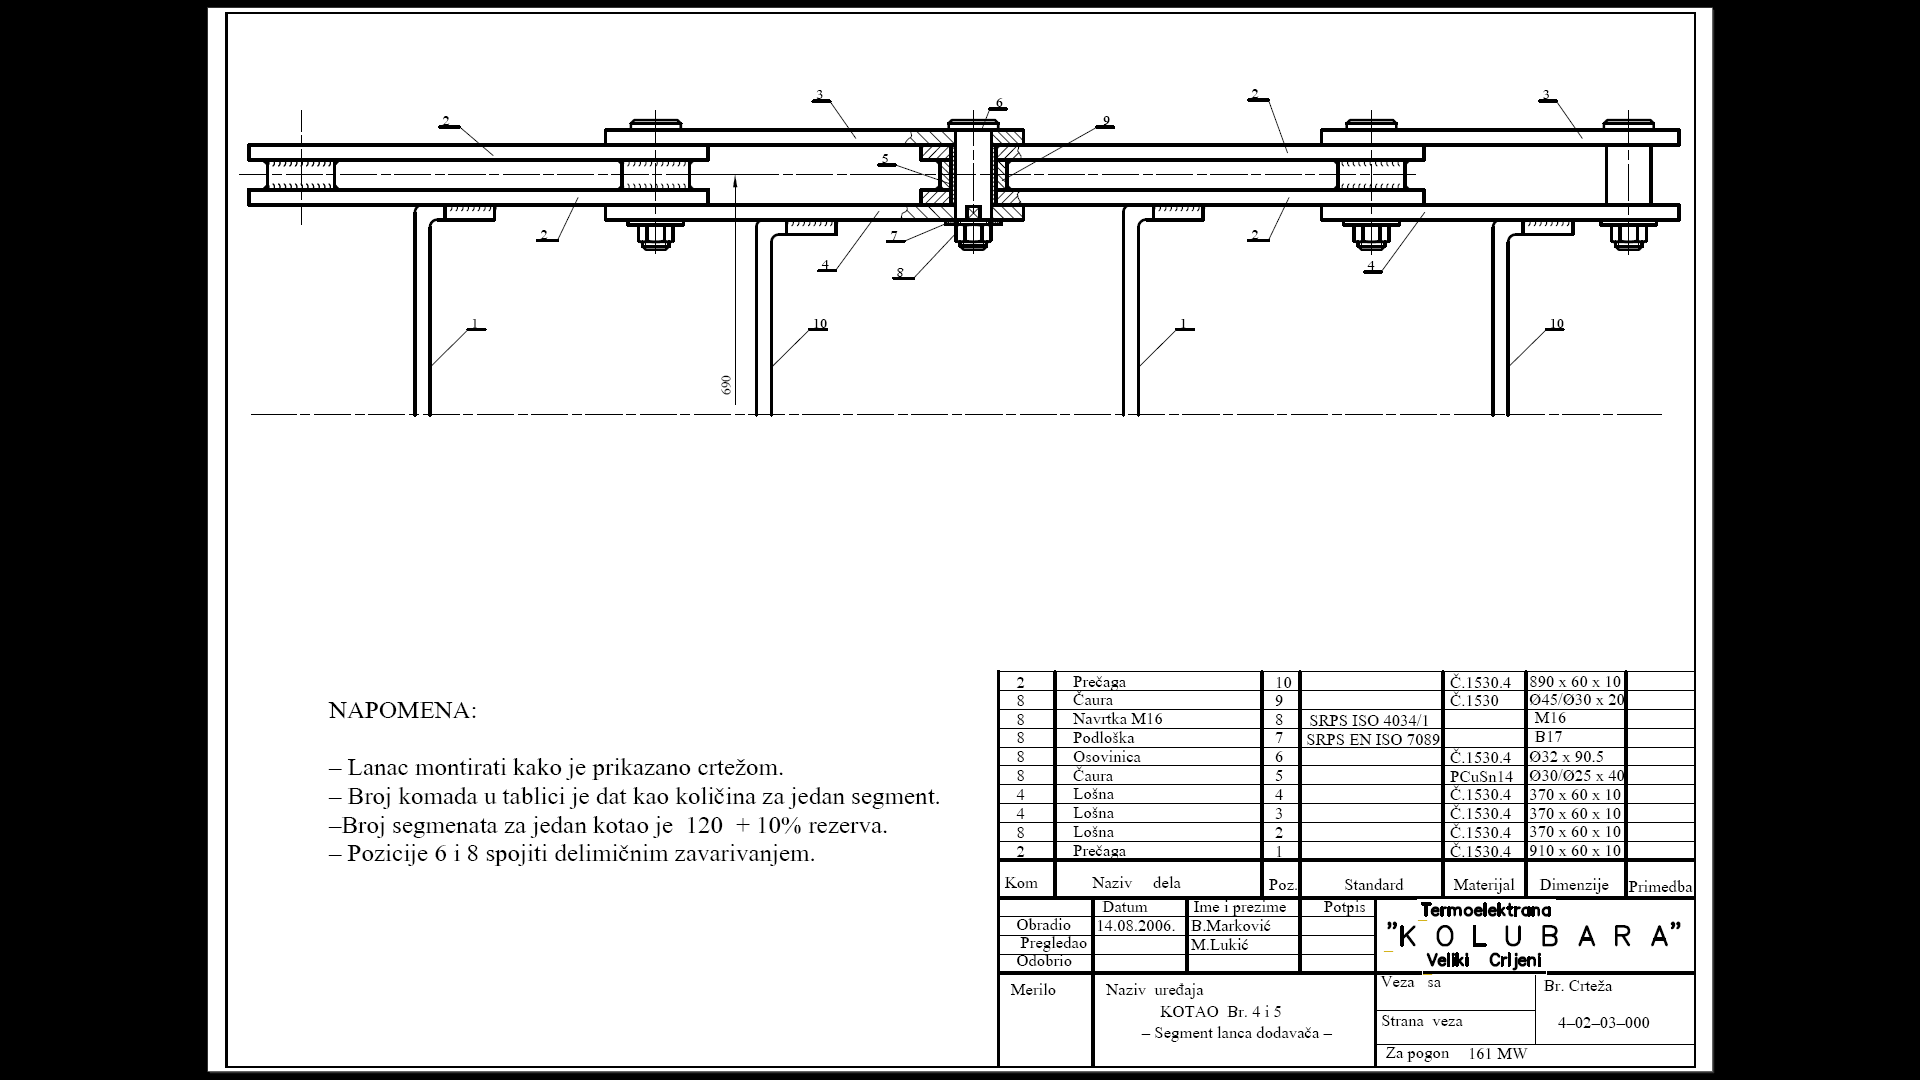 3
6
2
3
2
9
5
2
7
2
4
8
4
1
10
1
10
690
NAPOMENA:
– Lanac montirati kako je prikazano crtežom.
– Broj komada u tablici je dat kao količina za jedan segment.
–Broj segmenata za jedan kotao je 120 + 10% rezerva.
– Pozicije 6 i 8 spojiti delimičnim zavarivanjem.
2 Prečaga 10 Č.1530.4 890 x 60 x 10
8 Čaura 9 Č.1530 Ø45/Ø30 x 20
8 Navrtka M16 8 SRPS ISO 4034/1 M16
8 Podloška 7 SRPS EN ISO 7089 B17
8 Osovinica 6 Č.1530.4 Ø32 x 90.5
8 Čaura 5 PCuSn14 Ø30/Ø25 x 40
4 Lošna 4 Č.1530.4 370 x 60 x 10
4 Lošna 3 Č.1530.4 370 x 60 x 10
8 Lošna 2 Č.1530.4 370 x 60 x 10
2 Prečaga 1 Č.1530.4 910 x 60 x 10
Kom Naziv dela Poz. Standard Materijal Dimenzije Primedba
Datum Ime i prezime Potpis
Obradio 14.08.2006. B.Marković
Pregledao M.Lukić
Odobrio
Termoelektrana
"KOLUBARA"
Veliki Crljeni
Merilo
Naziv uređaja
KOTAO Br. 4 i 5
– Segment lanca dodavača –
Veza sa
Strana veza
Br. Crteža
4–02–03–000
Za pogon 161 MW